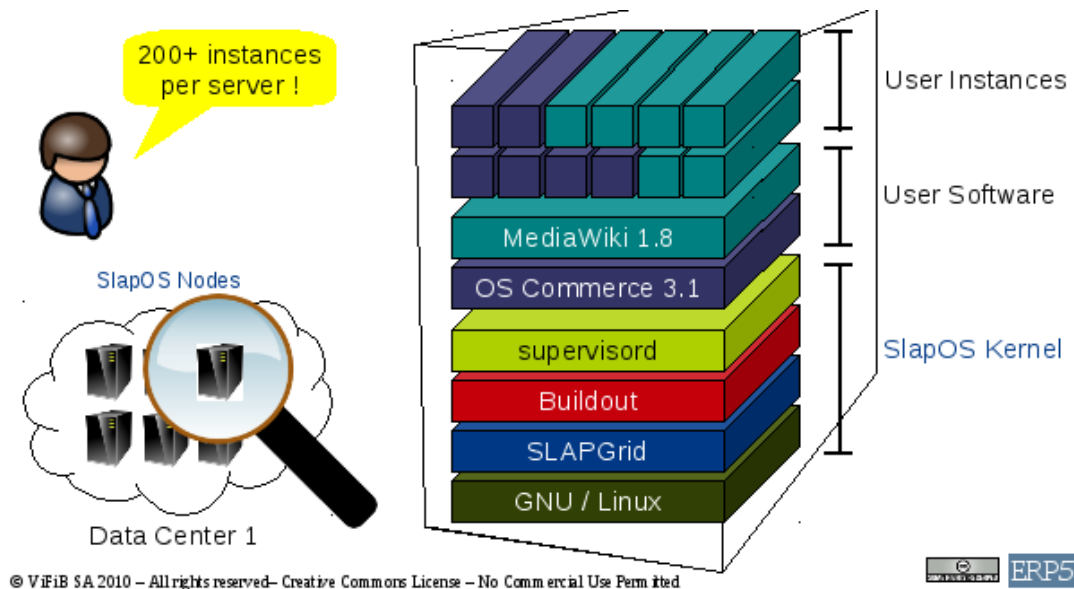 200+ instances
per server !
SlapOS Nodes
Data Center 1
MediaWiki 1.8
OS Commerce 3.1
supervisord
Buildout
SLAPGrid
GNU / Linux
User Instances
User Software
SlapOS Kernel
© ViFiB SA 2010 – All rights reserved– Creative Commons License – No Commercial Use Permitted
ERP5